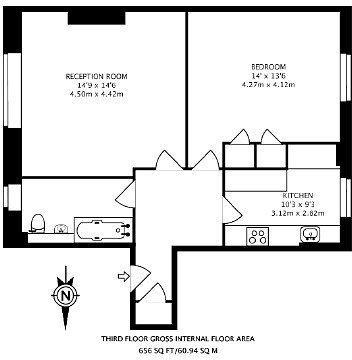 RECEPTION ROOM
14'9 x 14'6
4.50m x 4.42m
BEDROOM
14' x 13'6
4.27m x 4.12m
KITCHEN
10'3 x 9'3
3.12m x 2.82m
N
THIRD FLOOR GROSS INTERNAL FLOOR AREA
656 SQ FT/60.94 SQ M